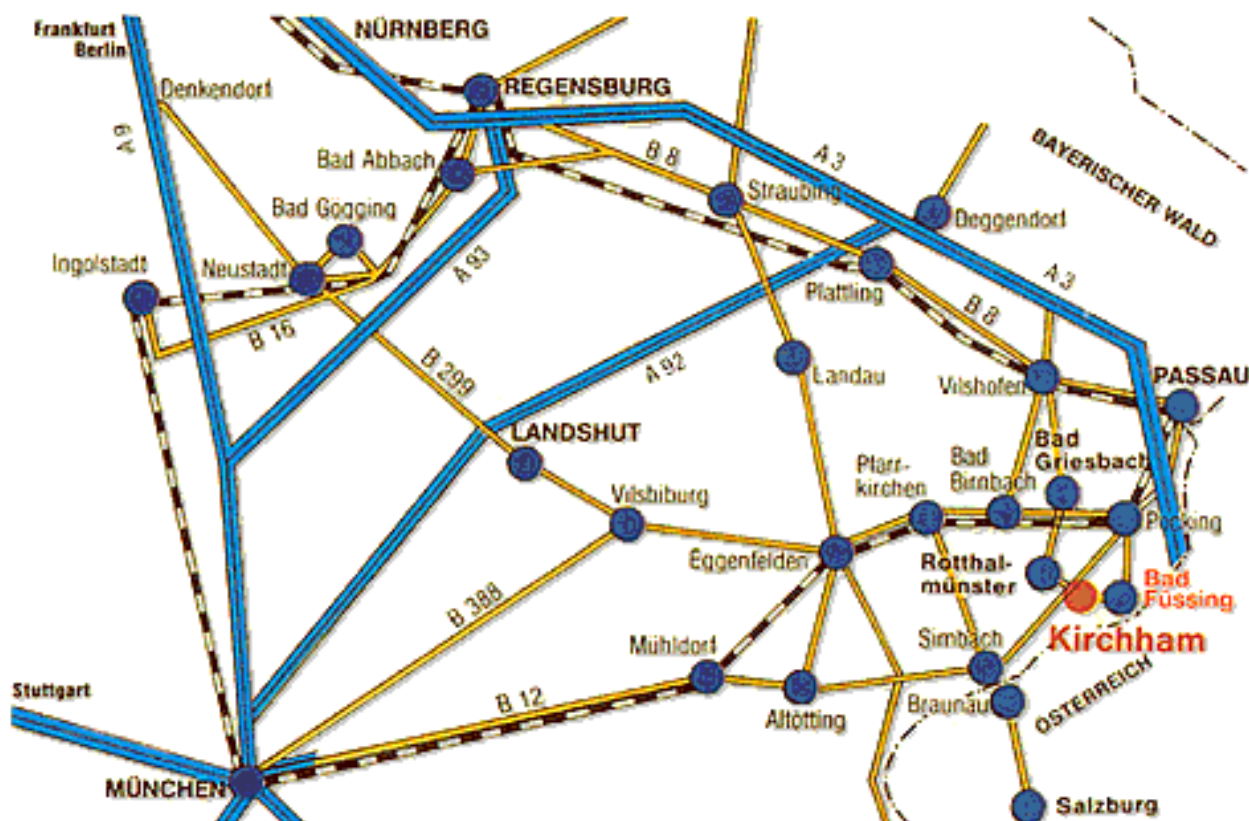 Frankfurt
Berlin
NÜRNBERG
Denkendorf
REGENSBURG
A 9
Bad Abbach
B 8
A 3
BAYERISCHER WALD
Straubing
Deggendorf
Bad Gögging
Ingolstadt
Neustadt
A 93
Plattling
A 3
B 8
B 16
B 299
A 92
Landau
Vilshofen
PASSAU
LANDSHUT
Bad
Griesbach
Pfarr-
kirchen
Bad
Birnbach
Vilsbiburg
Pocking
Eggenfelden
Rotthal-
münster
Bad
Füssing
B 388
Kirchham
Simbach
Mühldorf
Stuttgart
B 12
Altötting
Braunau
ÖSTERREICH
MÜNCHEN
Salzburg